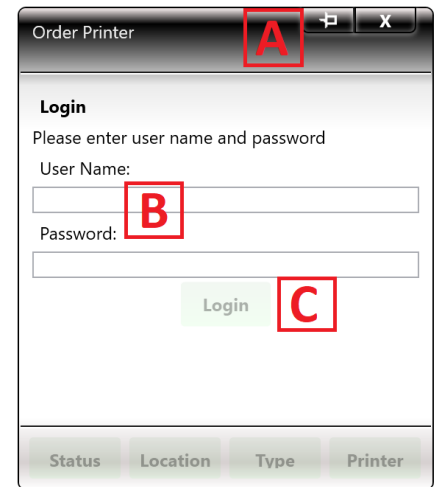 Order Printer
A
X
Login
Please enter user name and password
User Name:
B
Password:
Login
C
Status Location Type Printer